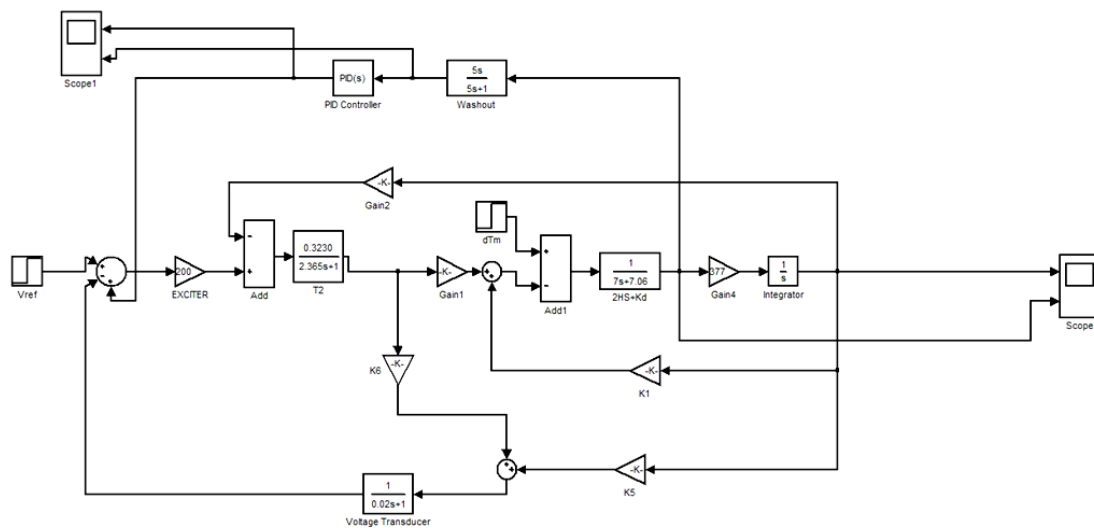 Scope1
PID(s)
PID Controller
5s
5s+1
Washout
-K-
Gain2
dTm
Vref
200
EXCITER
Add
0.3230
2.365s+1
T2
-K-
Gain1
Add1
1
7s+7.06
2HS+Kd
377
Gain4
1
s
Integrator
Scope
-K-
K6
-K-
K1
-K-
K5
1
0.02s+1
Voltage Transducer